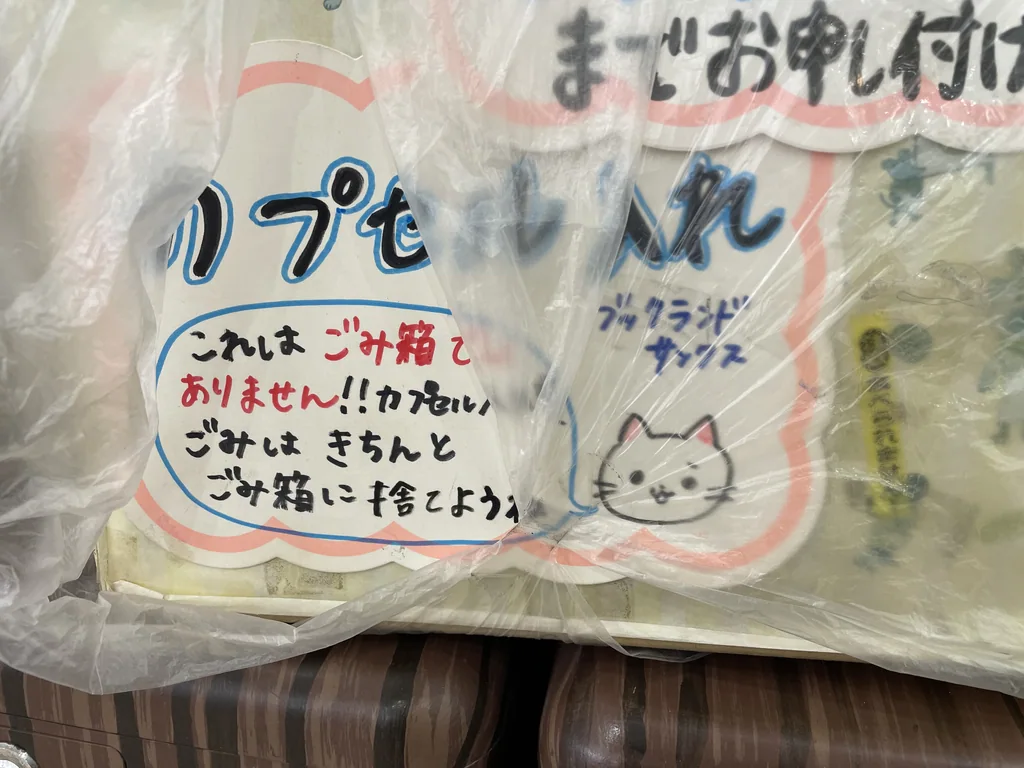 までお申し付け
カプセル入れ
ブックランド
サックス
これは ごみ箱で
ありません!!カプセルの
ごみは きちんと
ごみ箱に捨てようね